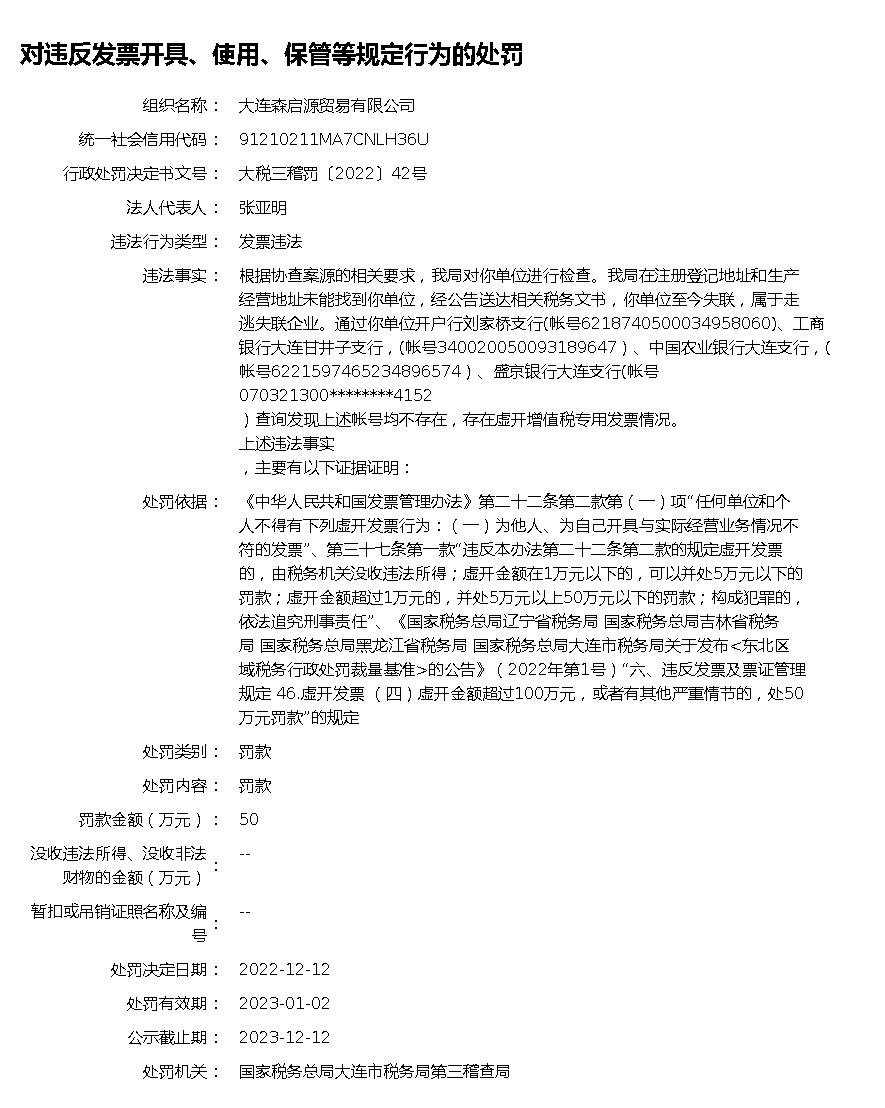 对违反发票开具、使用、保管等规定行为的处罚
组织名称： 大连森启源贸易有限公司
统一社会信用代码： 91210211MA7CNLH36U
行政处罚决定书文号： 大税三稽罚〔2022〕42号
法人代表人： 张亚明
违法行为类型： 发票违法
违法事实： 根据协查案源的相关要求，我局对你单位进行检查。我局在注册登记地址和生产
经营地址未能找到你单位，经公告送达相关税务文书，你单位至今失联，属于走
逃失联企业。通过你单位开户行刘家桥支行(帐号6218740500034958060)、工商
银行大连甘井子支行，(帐号340020050093189647）、中国农业银行大连支行，(
帐号6221597465234896574）、盛京银行大连支行(帐号
070321300********4152
）查询发现上述帐号均不存在，存在虚开增值税专用发票情况。
上述违法事实
，主要有以下证据证明：
处罚依据： 《中华人民共和国发票管理办法》第二十二条第二款第（一）项“任何单位和个
人不得有下列虚开发票行为：（一）为他人、为自己开具与实际经营业务情况不
符的发票”、第三十七条第一款“违反本办法第二十二条第二款的规定虚开发票
的，由税务机关没收违法所得；虚开金额在1万元以下的，可以并处5万元以下的
罚款；虚开金额超过1万元的，并处5万元以上50万元以下的罚款；构成犯罪的，
依法追究刑事责任”、《国家税务总局辽宁省税务局 国家税务总局吉林省税务
局 国家税务总局黑龙江省税务局 国家税务总局大连市税务局关于发布<东北区
域税务行政处罚裁量基准>的公告》（2022年第1号）“六、违反发票及票证管理
规定 46.虚开发票 （四）虚开金额超过100万元，或者有其他严重情节的，处50
万元罚款”的规定
处罚类别： 罚款
处罚内容： 罚款
罚款金额（万元）： 50
没收违法所得、没收非法
财物的金额（万元）： --
暂扣或吊销证照名称及编
号： --
处罚决定日期： 2022-12-12
处罚有效期： 2023-01-02
公示截止期： 2023-12-12
处罚机关： 国家税务总局大连市税务局第三稽查局